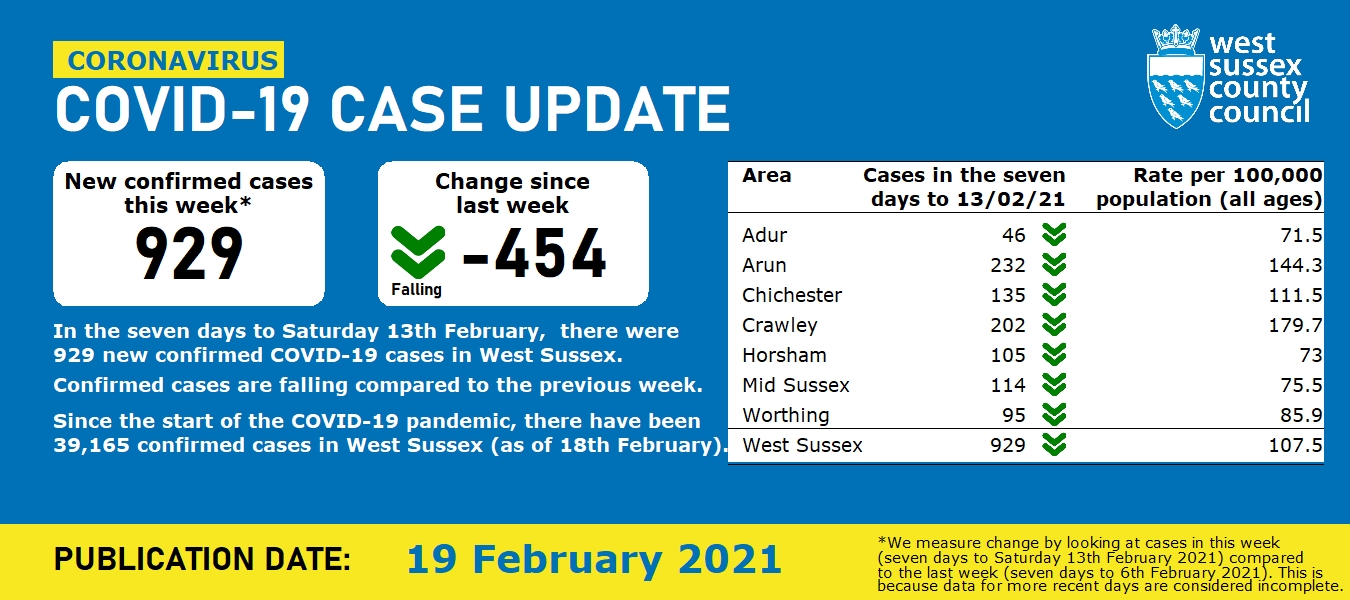 CORONAVIRUS
COVID-19 CASE UPDATE
west
sussex
county
council
New confirmed cases
this week*
929
Change since
last week
-454
Falling
In the seven days to Saturday 13th February,  there were
929 new confirmed COVID-19 cases in West Sussex.
Confirmed cases are falling compared to the previous week.
Since the start of the COVID-19 pandemic, there have been
39,165 confirmed cases in West Sussex (as of 18th February).
Area Cases in the seven Rate per 100,000
days to 13/02/21 population (all ages)
Adur 46 71.5
Arun 232 144.3
Chichester 135 111.5
Crawley 202 179.7
Horsham 105 73
Mid Sussex 114 75.5
Worthing 95 85.9
West Sussex 929 107.5
PUBLICATION DATE: 19 February 2021
*We measure change by looking at cases in this week
(seven days to Saturday 13th February 2021) compared
to the last week (seven days to 6th February 2021). This is
because data for more recent days are considered incomplete.